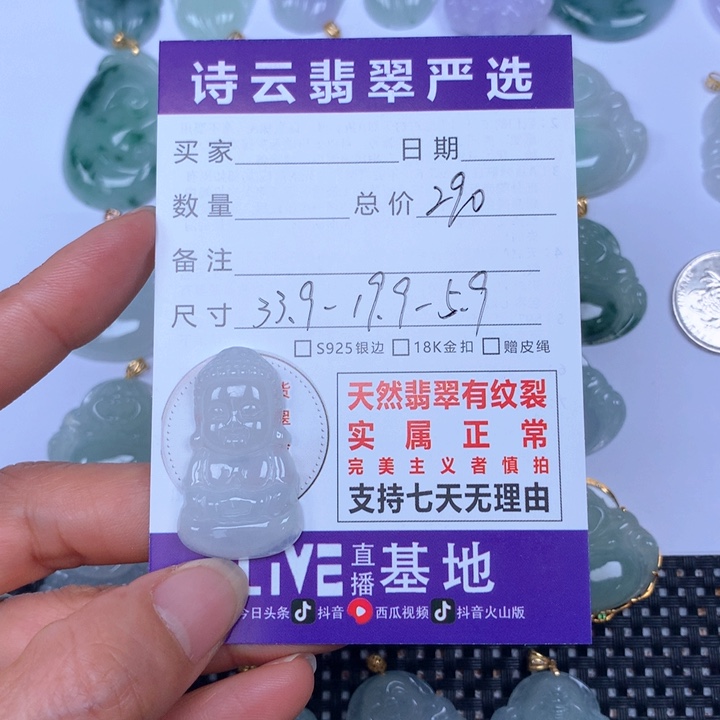 诗云翡翠严选
买家 日期
数量 总价 290
备注
尺寸 33.9-19.9-5.9
S925银边 18K金扣 赠皮绳
天然翡翠有纹裂
实属正常
完美主义者慎拍
支持七天无理由
LIVE直播基地
今日头条 抖音 西瓜视频 抖音火山版